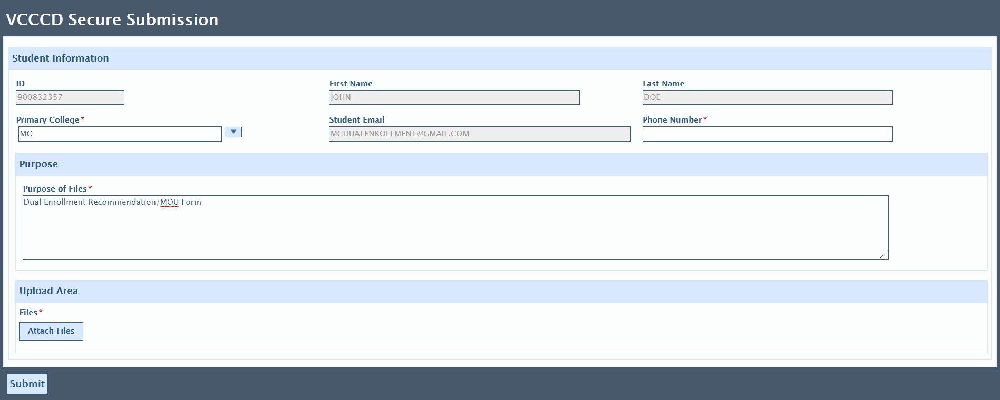 VCCCD Secure Submission
Student Information
ID
First Name
Last Name
900832357
JOHN
DOE
Primary College*
Student Email
Phone Number*
MC
MCDUALENROLLMENT@GMAIL.COM
Purpose
Purpose of Files*
Dual Enrollment Recommendation/MOU Form
Upload Area
Files*
Attach Files
Submit